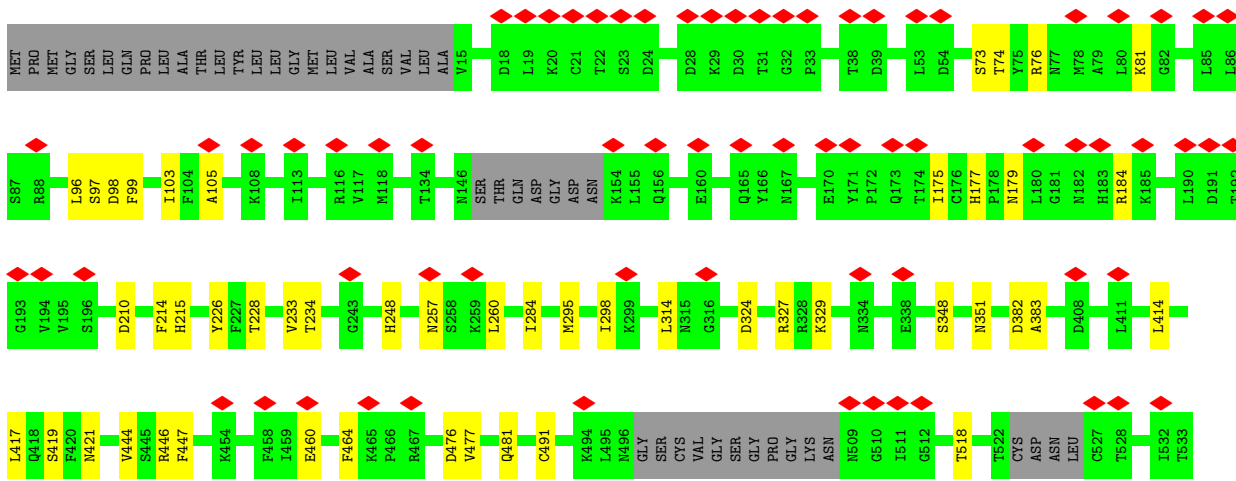 MET PRO MET GLY SER LEU GLN PRO LEU ALA THR LEU TYR LEU LEU GLY MET LEU VAL ALA SER VAL LEU ALA V15 D18 L19 K20 C21 T22 S23 D24 D28 K29 D30 T31 G32 P33 T38 D39 L53 D54 S73 T74 Y75 R76 N77 M78 A79 L80 K81 G82 L85 L86
S87 R88 L96 S97 D98 F99 I103 F104 A105 K108 I113 R116 V117 M118 T134 N146 SER THR GLN ASP GLY ASP ASN K154 L155 Q156 E160 Q165 Y166 N167 E170 Y171 P172 Q173 T174 I175 C176 H177 P178 N179 L180 G181 N182 H183 R184 K185 L190 D191 T192
G193 V194 V195 S196 D210 F214 H215 Y226 F227 T228 V233 T234 G243 H248 N257 S258 K259 L260 I284 M295 I298 K299 L314 N315 G316 D324 R327 R328 K329 N334 E338 S348 N351 D382 A383 D408 L411 L414
L417 Q418 S419 F420 N421 V444 S445 R446 F447 K454 F458 I459 E460 F464 K465 P466 R467 D476 V477 Q481 C491 K494 L495 N496 GLY SER CYS VAL GLY SER GLY PRO GLY LYS ASN N509 G510 I511 G512 T518 T522 CYS ASP ASN LEU C527 T528 I532 T533